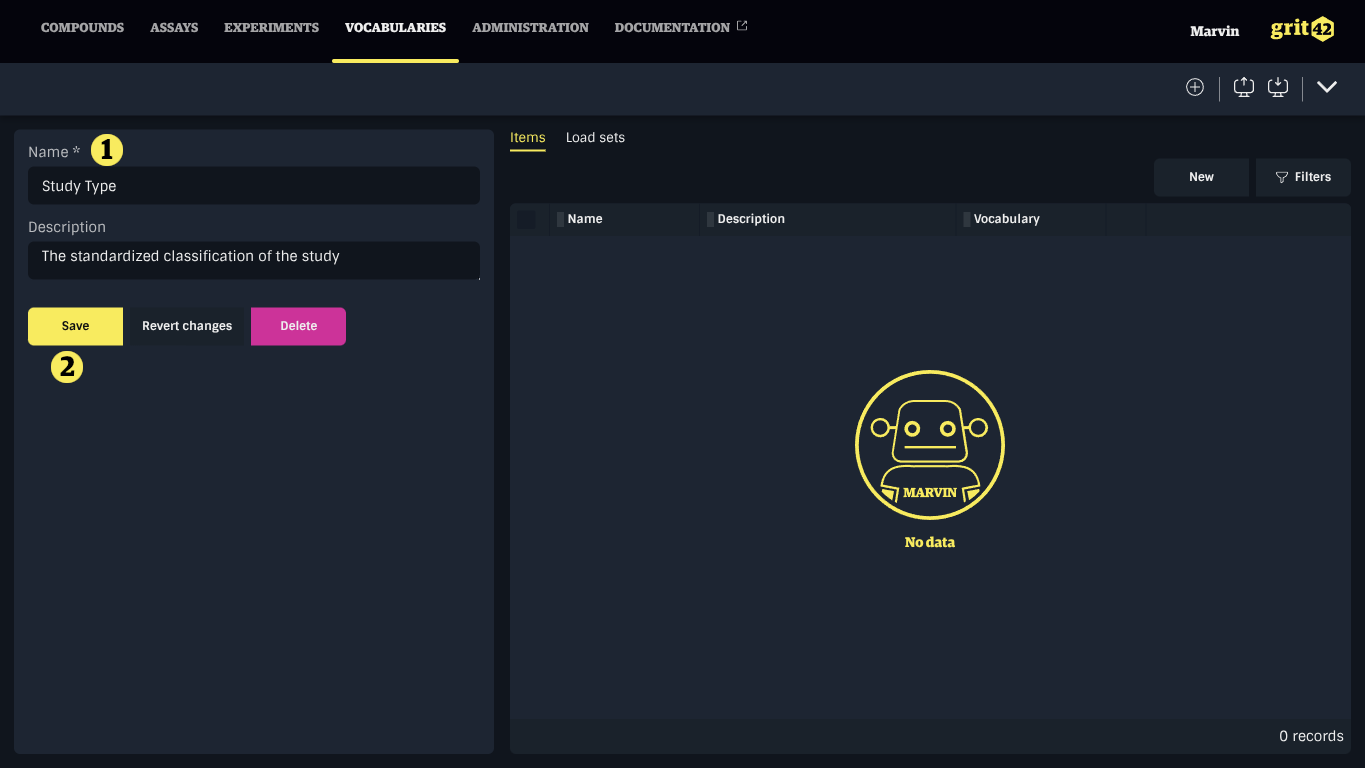 COMPOUNDS ASSAYS EXPERIMENTS VOCABULARIES ADMINISTRATION DOCUMENTATION Marvin grit42
Name * 1
Study Type
Description
The standardized classification of the study
Save Revert changes Delete
2
Items Load sets
New Filters
Name Description Vocabulary
MARVIN
No data
0 records